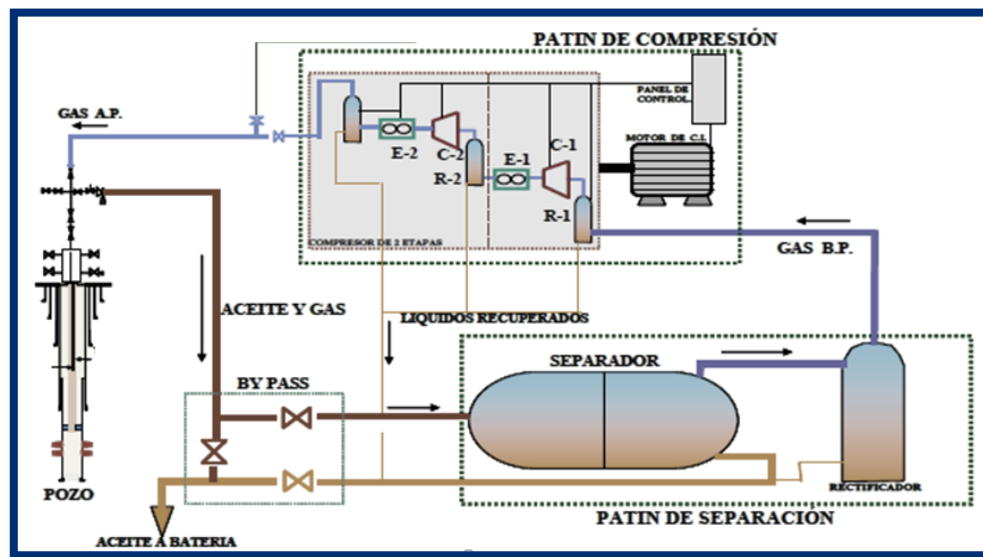 PATIN DE COMPRESIÓN
GAS A.P.
PANEL DE
CONTROL
MOTOR DE C.I.
C-1
E-2
C-2
E-1
R-2
R-1
COMPRESOR DE 2 ETAPAS
GAS B.P.
ACEITE Y GAS
LIQUIDOS RECUPERADOS
SEPARADOR
BY PASS
POZO
RECTIFICADOR
PATIN DE SEPARACIÓN
ACEITE A BATERIA